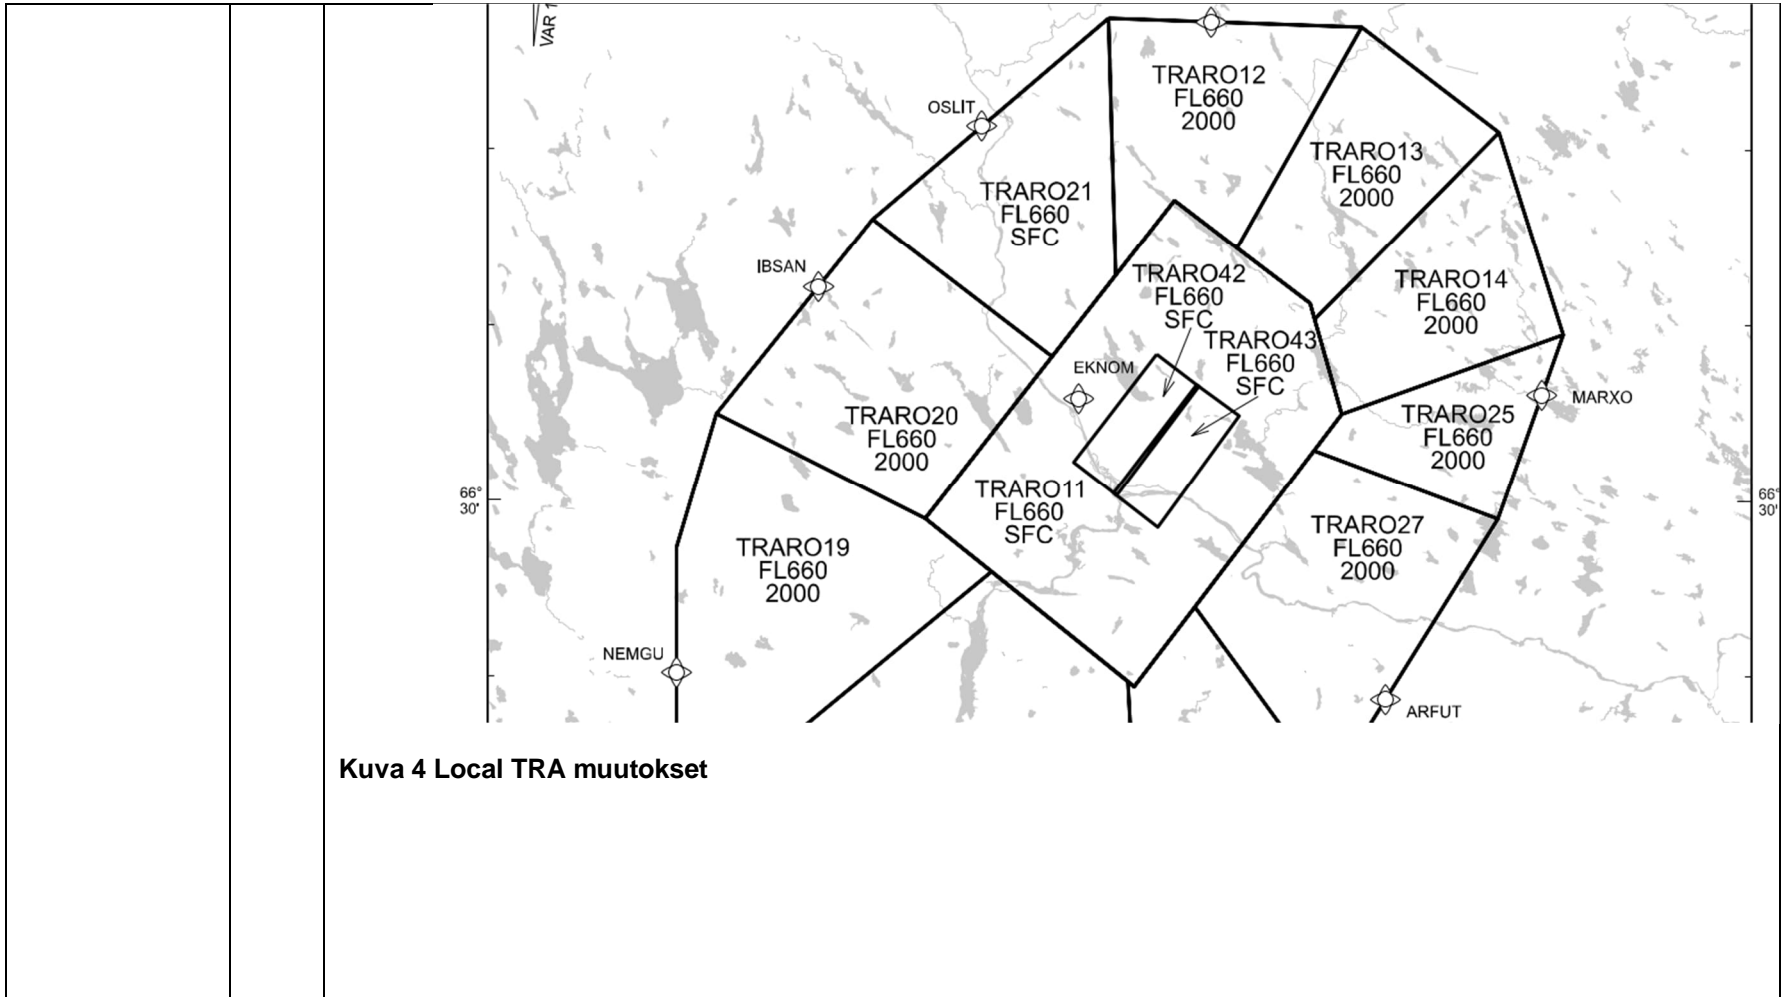 VAR 1
TRARO12
FL660
2000
OSLIT
TRARO13
FL660
2000
TRARO21
FL660
SFC
IBSAN
TRARO42
FL660
SFC
TRARO14
FL660
2000
TRARO43
FL660
SFC
EKNOM
MARXO
TRARO20
FL660
2000
TRARO25
FL660
2000
66°
30'
66°
30'
TRARO11
FL660
SFC
TRARO27
FL660
2000
TRARO19
FL660
2000
NEMGU
ARFUT
Kuva 4 Local TRA muutokset